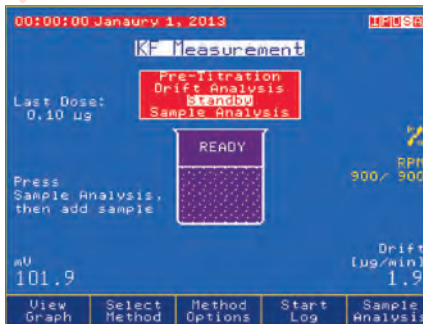 00:00:00 Janaury 1, 2013
KF Measurement
Pre-Titration
Drift Analysis
Standby
Sample Analysis
Last Dose:
0.10 µg
READY
%
RPM
900/ 900
Press
Sample Analysis,
then add sample
mV
101.9
Drift
[µg/min]
1.9
View Graph
Select Method
Method Options
Start Log
Sample Analysis